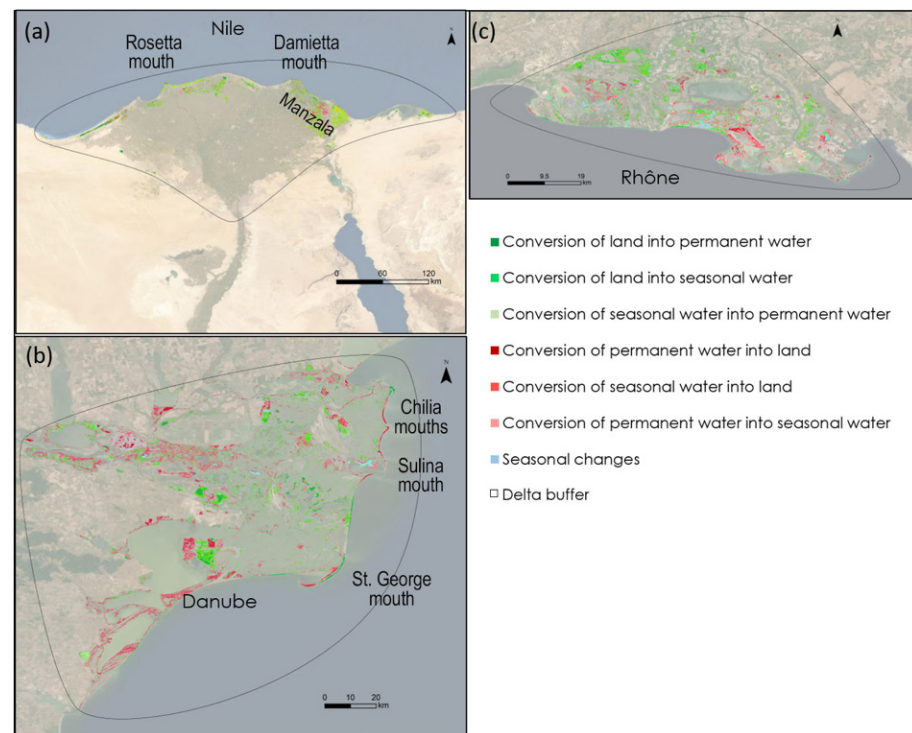 (a)
Nile
N
Rosetta
mouth
Damietta
mouth
Manzala
0 60 120
km
(c)
N
0 9.5 19
km
Rhône
Conversion of land into permanent water
Conversion of land into seasonal water
Conversion of seasonal water into permanent water
Conversion of permanent water into land
Conversion of seasonal water into land
Conversion of permanent water into seasonal water
Seasonal changes
Delta buffer
(b)
N
Chilia
mouths
Sulina
mouth
St. George
mouth
Danube
0 10 20
km